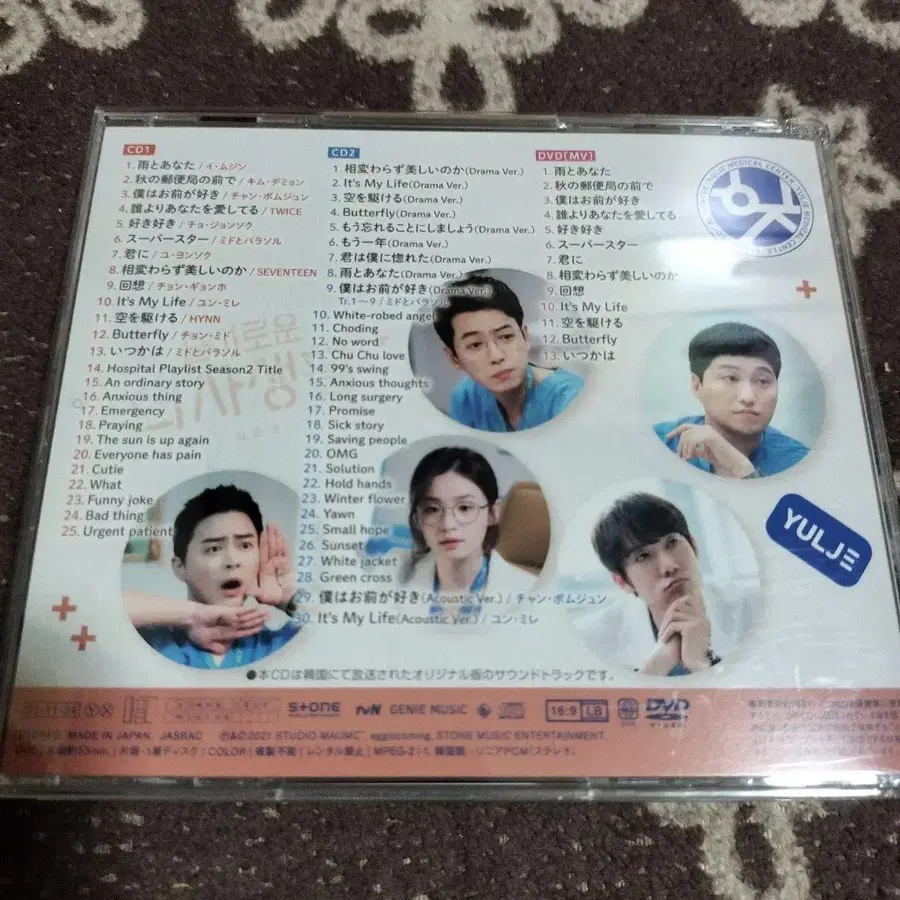 CD1
1. 雨とあなた / イ・ムジン
2. 秋の郵便局の前で / キム・デミョン
3. 僕はお前が好き / チャン・ボムジュン
4. 誰よりあなたを愛してる / TWICE
5. 好き好き / チョ・ジョンソク
6. スーパースター / ミドとパラソル
7. 君に / ユ・ヨンソク
8. 相変わらず美しいのか / SEVENTEEN
9. 回想 / チョン・ギョンホ
10. It's My Life / ユン・ミレ
11. 空を駆ける / HYNN
12. Butterfly / チョン・ミド
13. いつかは / ミドとパラソル
14. Hospital Playlist Season2 Title
15. An ordinary story
16. Anxious thing
17. Emergency
18. Praying
19. The sun is up again
20. Everyone has pain
21. Cutie
22. What
23. Funny joke
24. Bad thing
25. Urgent patient
CD2
1. 相変わらず美しいのか(Drama Ver.)
2. It's My Life(Drama Ver.)
3. 空を駆ける(Drama Ver.)
4. Butterfly(Drama Ver.)
5. もう忘れることにしましょう(Drama Ver.)
6. もう一年(Drama Ver.)
7. 君は僕に惚れた(Drama Ver.)
8. 雨とあなた(Drama Ver.)
9. 僕はお前が好き(Drama Ver.)
Tr.1〜9 / ミドとパラソル
10. White-robed angel
11. Choding
12. No word
13. Chu Chu love
14. 99's swing
15. Anxious thoughts
16. Long surgery
17. Promise
18. Sick story
19. Saving people
20. OMG
21. Solution
22. Hold hands
23. Winter flower
24. Yawn
25. Small hope
26. Sunset
27. White jacket
28. Green cross
29. 僕はお前が好き(Acoustic Ver.) / チャン・ボムジュン
30. It's My Life(Acoustic Ver.) / ユン・ミレ
DVD[MV]
1. 雨とあなた
2. 秋の郵便局の前で
3. 僕はお前が好き
4. 誰よりあなたを愛してる
5. 好き好き
6. スーパースター
7. 君に
8. 相変わらず美しいのか
9. 回想
10. It's My Life
11. 空を駆ける
12. Butterfly
13. いつかは
YULJE MEDICAL CENTER
YULJE
●本CDは韓国にて放送されたオリジナル版のサウンドトラックです。
STONE tvN GENIE MUSIC 16:9 LB DVD
MADE IN JAPAN. JASRAC ℗&©2021 STUDIO MAUM, eggiscoming, STONE MUSIC ENTERTAINMENT.
片面・1層ディスク | COLOR | 複製不能 | レンタル禁止 | MPEG-2 | リニアPCM(ステレオ)